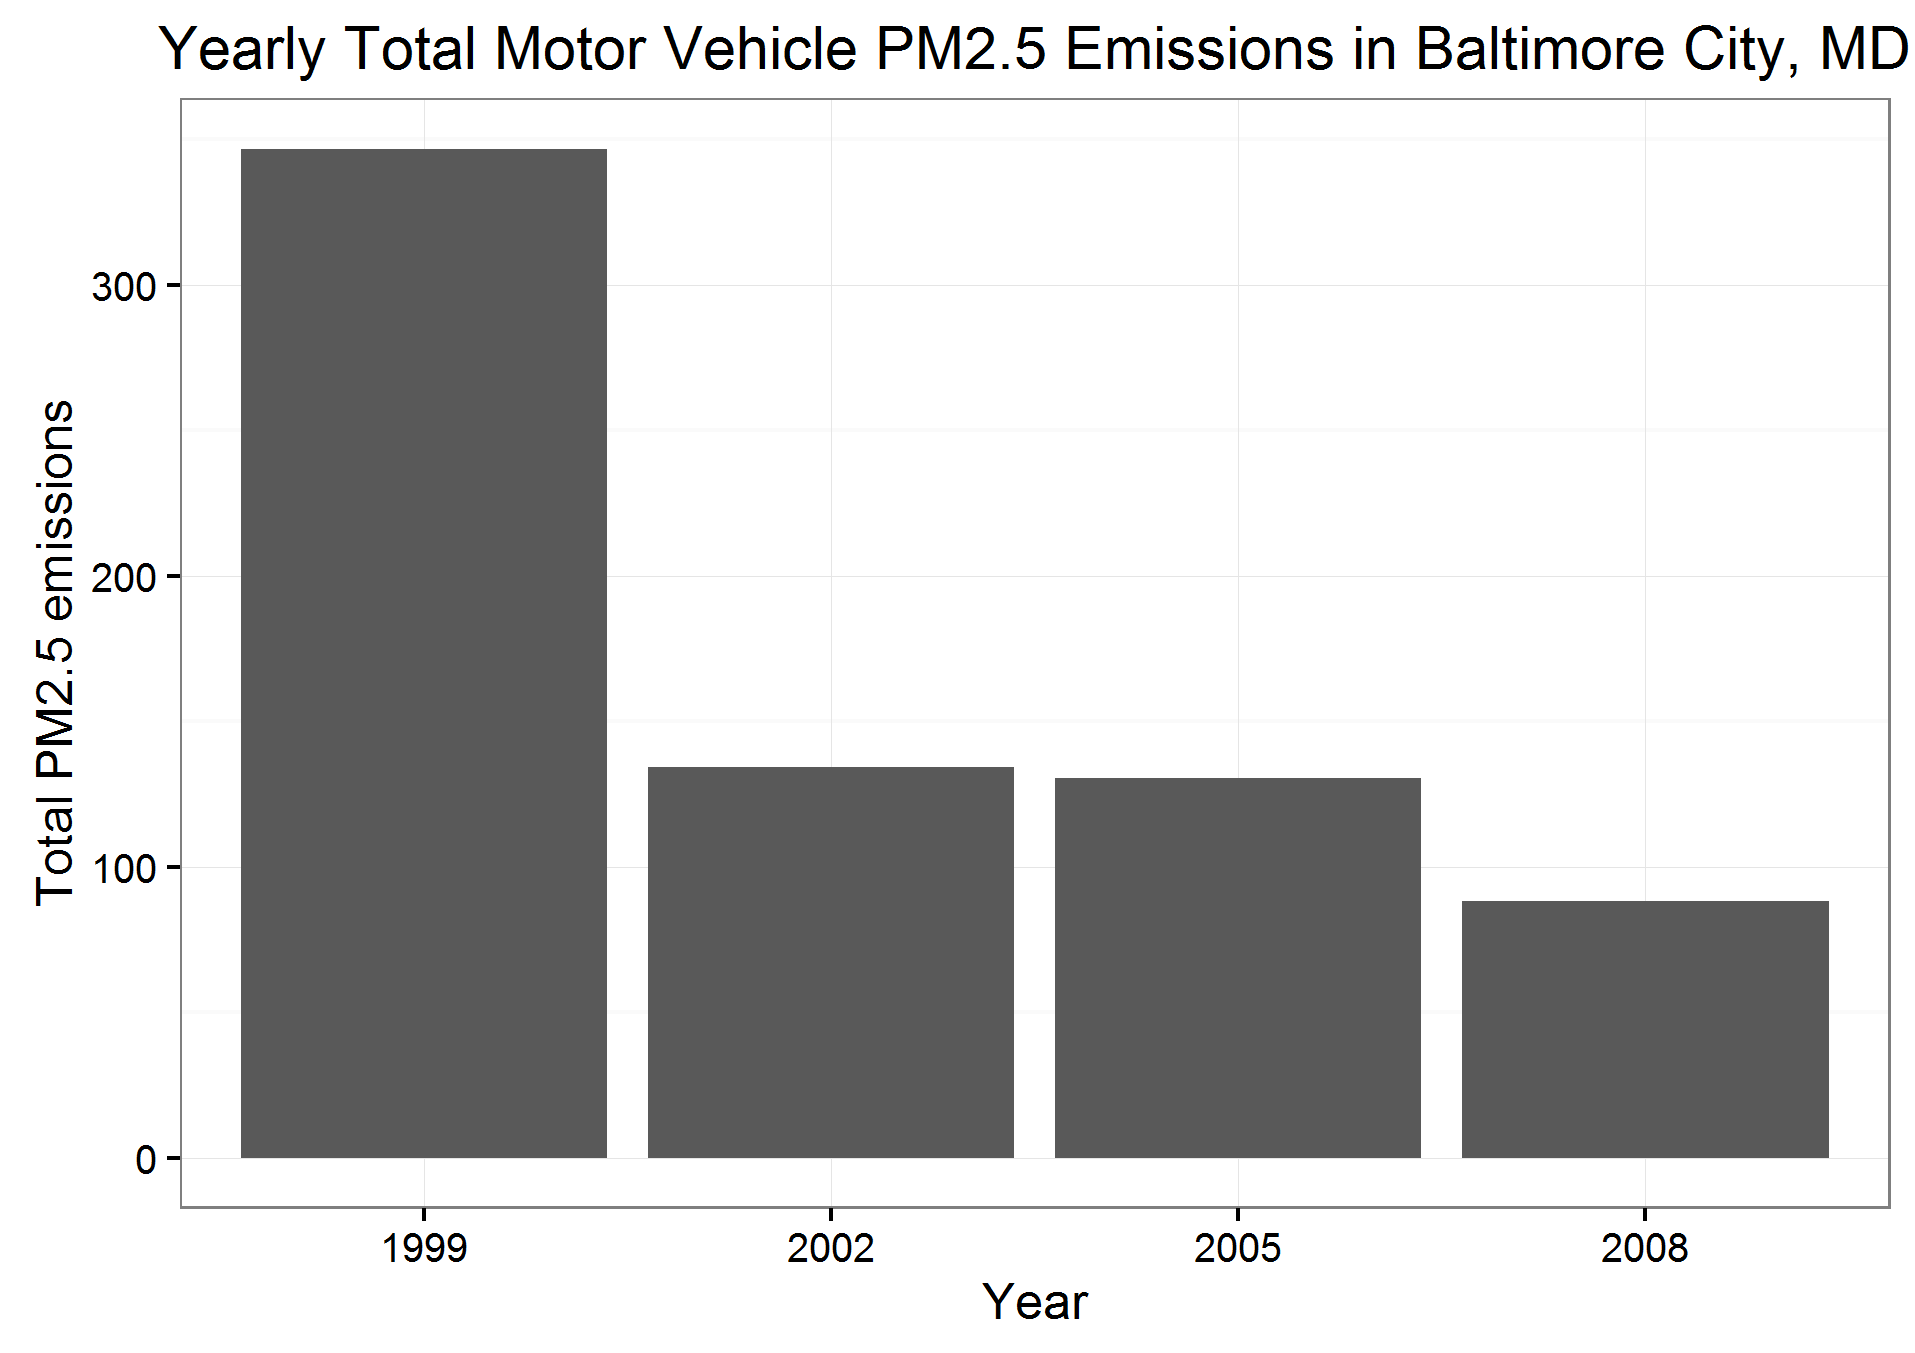 Yearly Total Motor Vehicle PM2.5 Emissions in Baltimore City, MD
Total PM2.5 emissions
300
200
100
0
1999
2002
2005
2008
Year